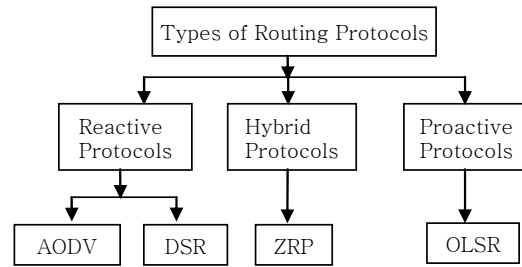 Types of Routing Protocols
Reactive
Protocols
Hybrid
Protocols
Proactive
Protocols
AODV
DSR
ZRP
OLSR